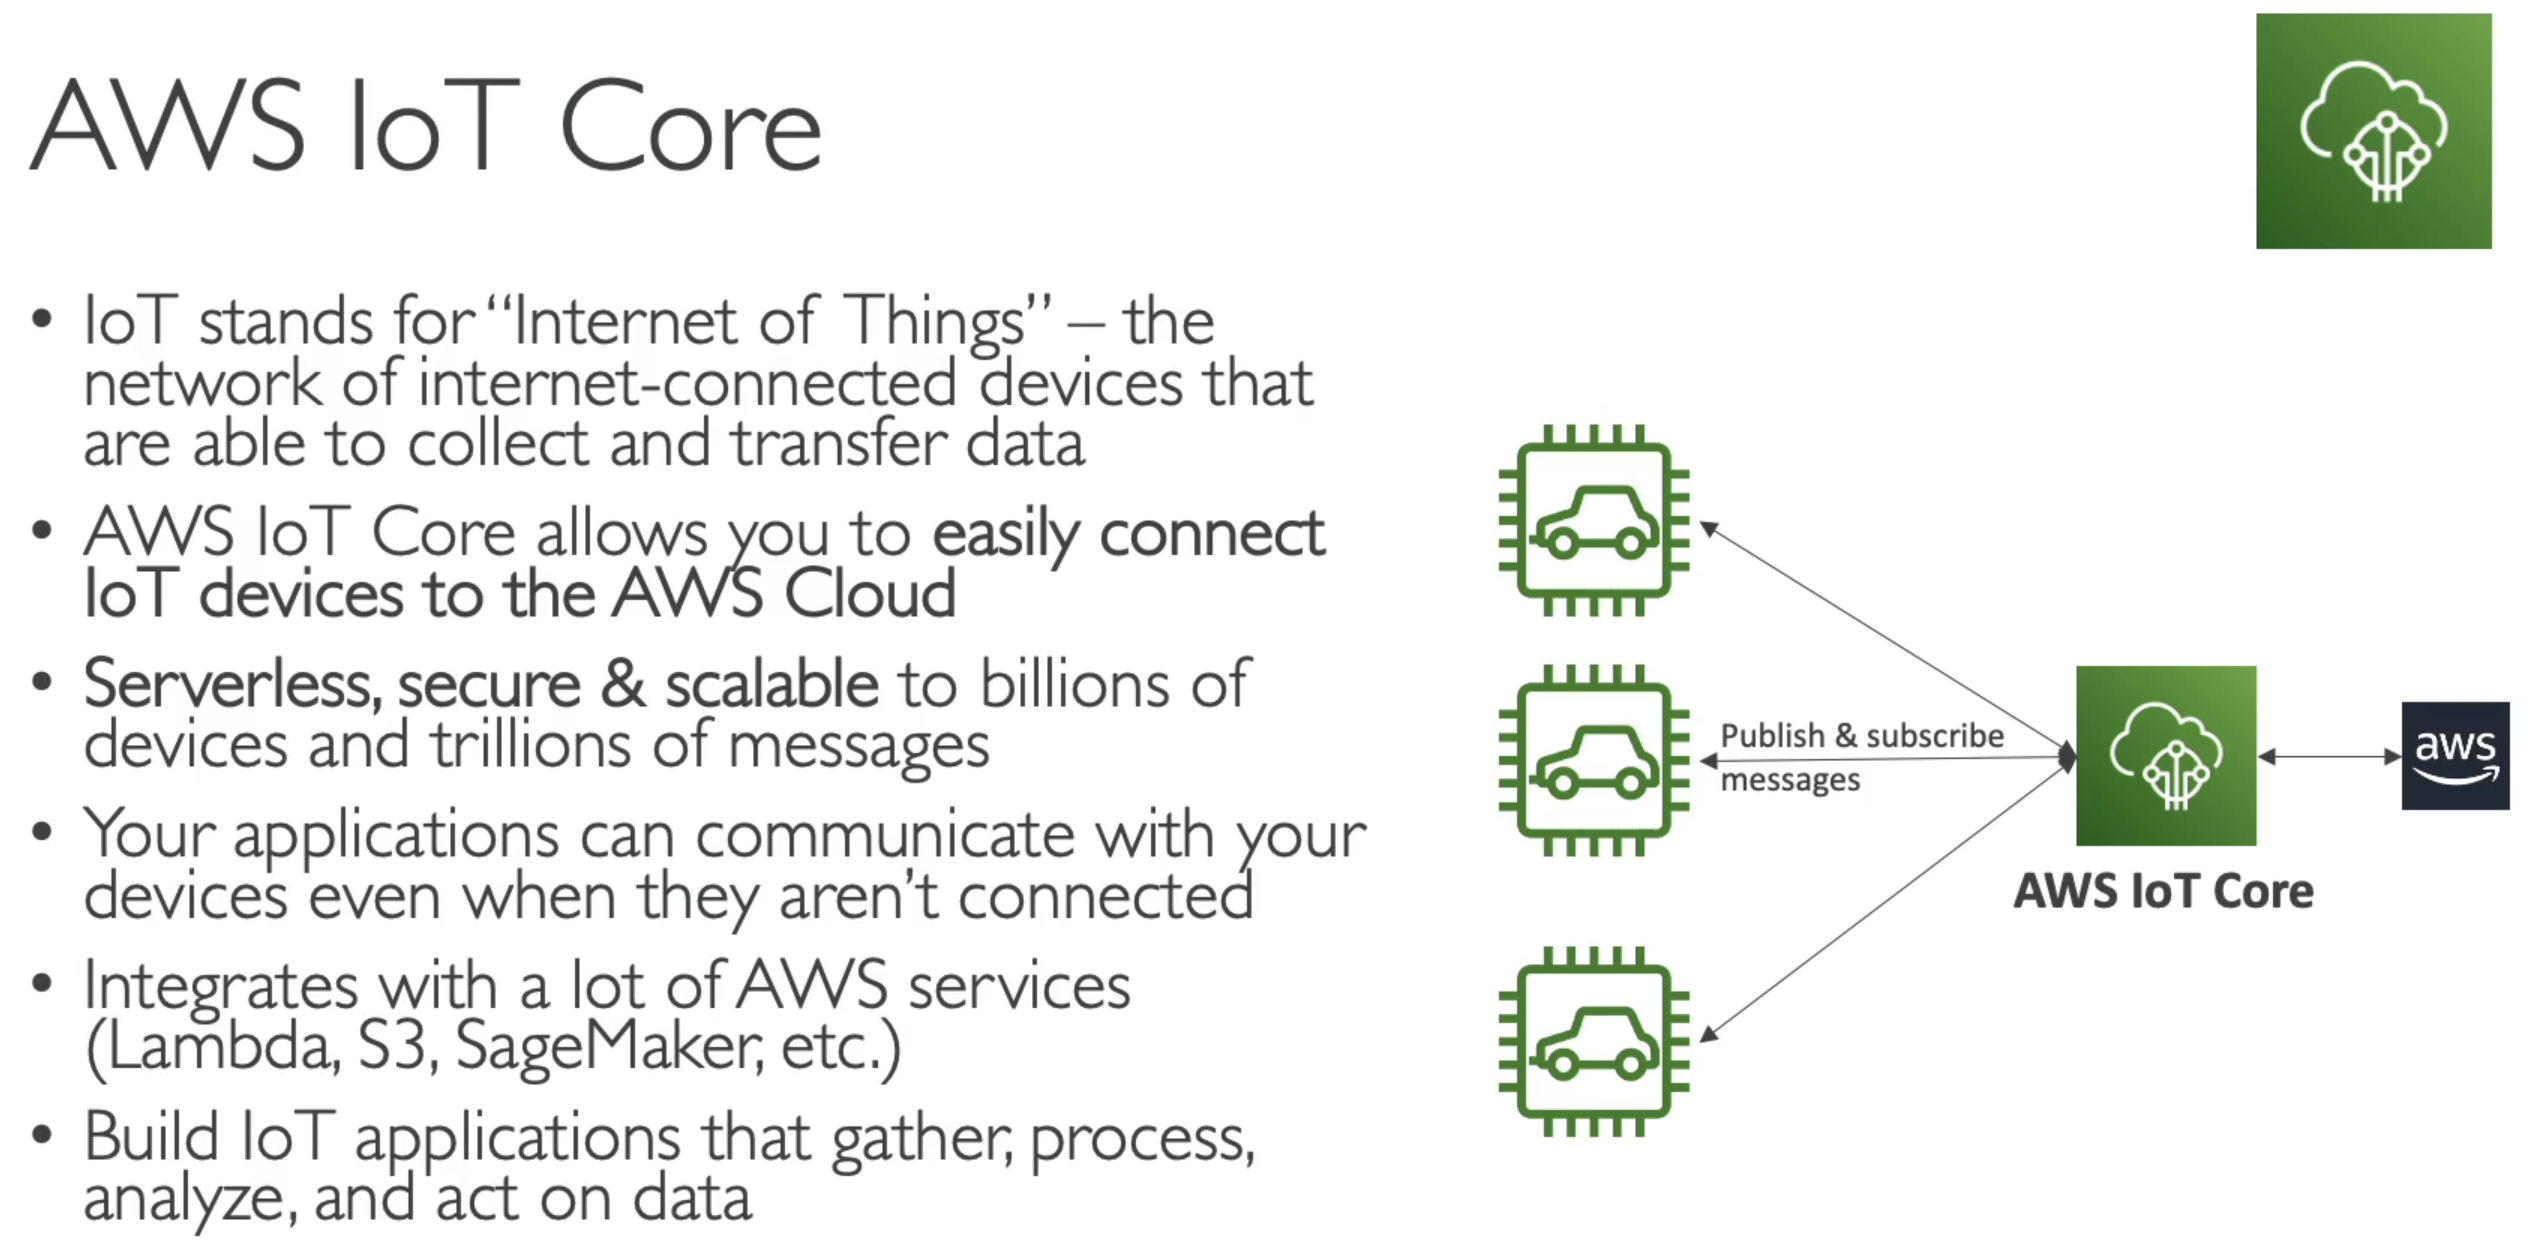 AWS IoT Core
• IoT stands for “Internet of Things” – the
network of internet-connected devices that
are able to collect and transfer data
• AWS IoT Core allows you to easily connect
IoT devices to the AWS Cloud
• Serverless, secure & scalable to billions of
devices and trillions of messages
• Your applications can communicate with your
devices even when they aren’t connected
• Integrates with a lot of AWS services
(Lambda, S3, SageMaker, etc.)
• Build IoT applications that gather, process,
analyze, and act on data
Publish & subscribe
messages
AWS IoT Core
aws